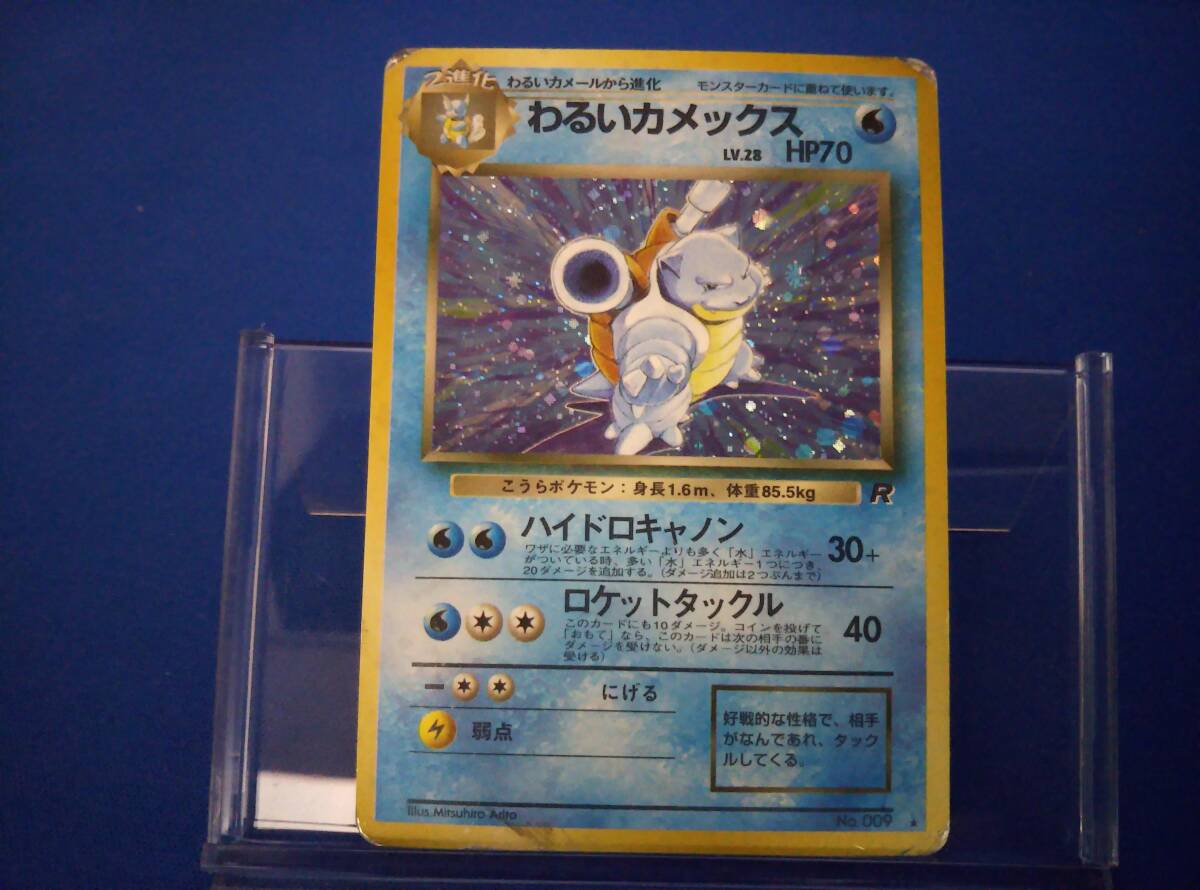 2進化
わるいカメールから進化
モンスターカードに重ねて使います。
わるいカメックス
LV.28 HP70
こうらポケモン：身長1.6m、体重85.5kg
R
ハイドロキャノン
ワザに必要なエネルギーよりも多く「水」エネルギー
がついている時、多い「水」エネルギー1つにつき、
20ダメージを追加する。（ダメージ追加は2つぶんまで）
30+
ロケットタックル
このカードにも10ダメージ。コインを投げて
「おもて」なら、このカードは次の相手の番に
ダメージを受けない。（ダメージ以外の効果は
受ける）
40
にげる
弱点
好戦的な性格で、相手
がなんであれ、タック
ルしてくる。
Illus. Mitsuhiro Arita
No. 009 ★